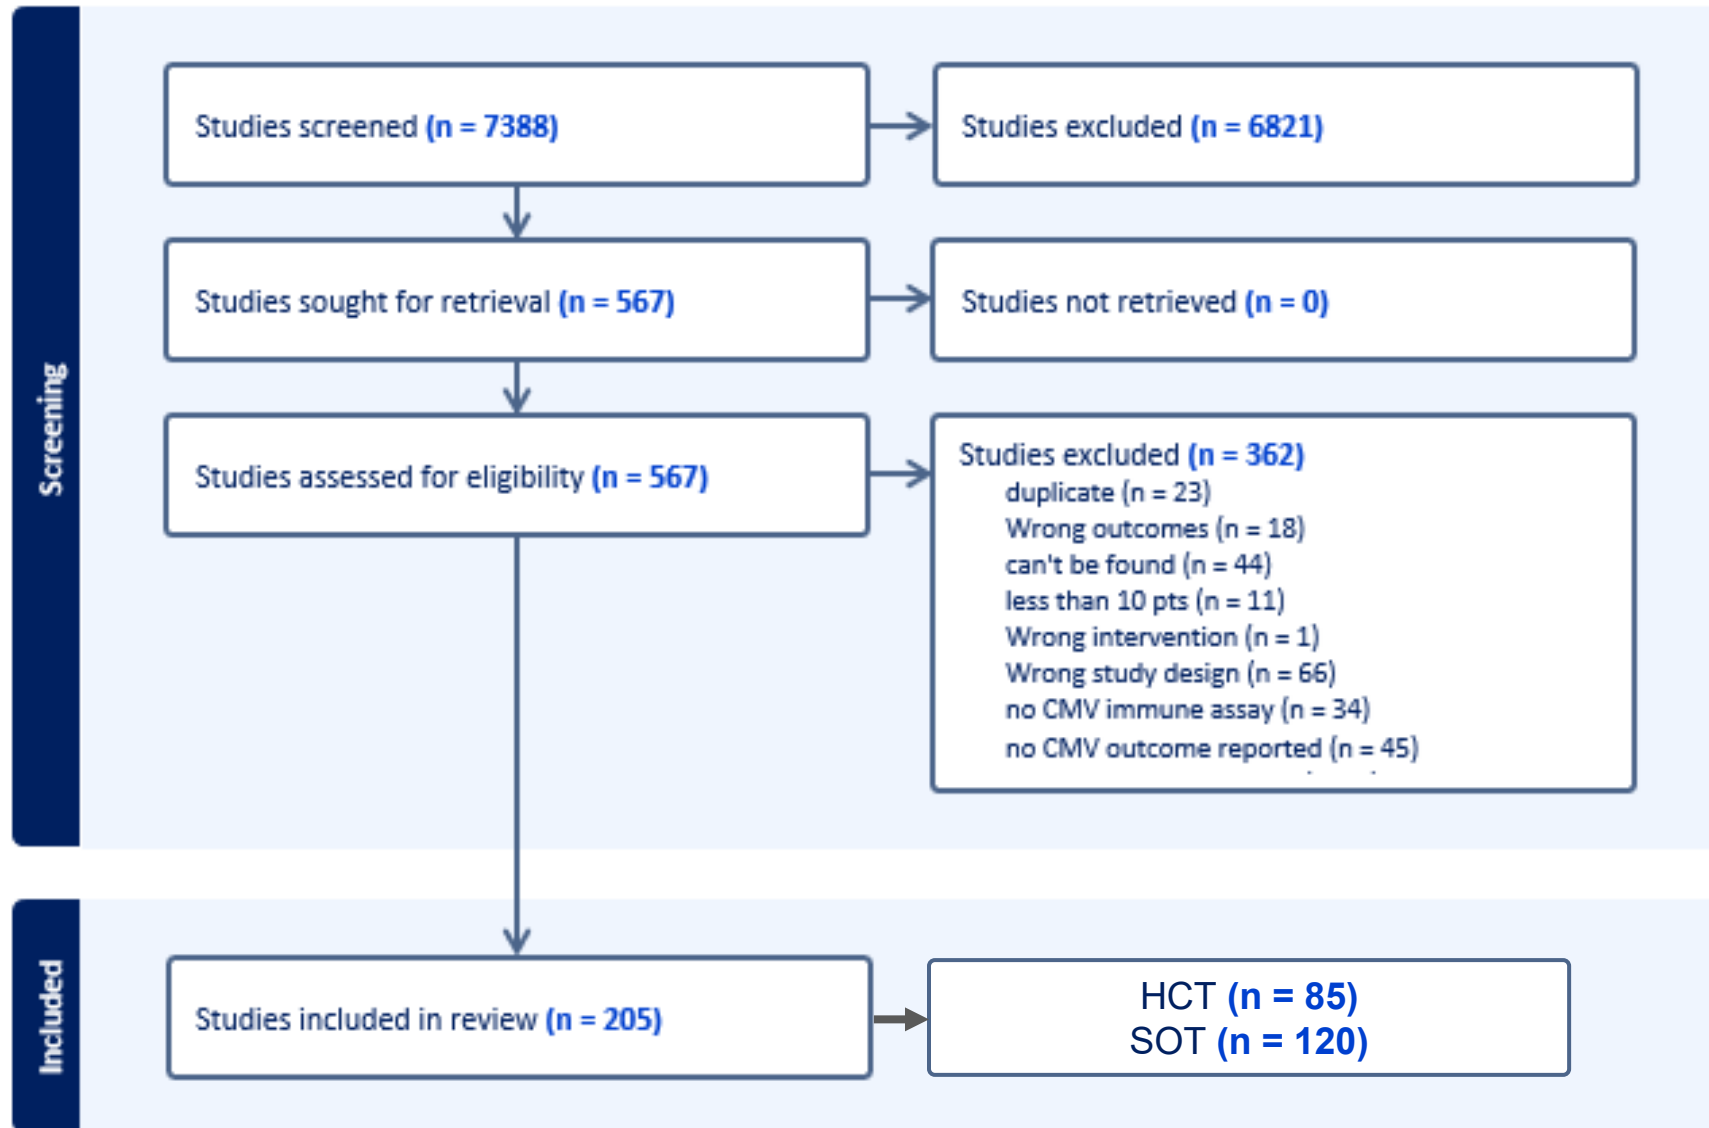 Screening
Studies screened (n = 7388)
Studies excluded (n = 6821)
Studies sought for retrieval (n = 567)
Studies not retrieved (n = 0)
Studies assessed for eligibility (n = 567)
Studies excluded (n = 362)
duplicate (n = 23)
Wrong outcomes (n = 18)
can't be found (n = 44)
less than 10 pts (n = 11)
Wrong intervention (n = 1)
Wrong study design (n = 66)
no CMV immune assay (n = 34)
no CMV outcome reported (n = 45)
Included
Studies included in review (n = 205)
HCT (n = 85)
SOT (n = 120)